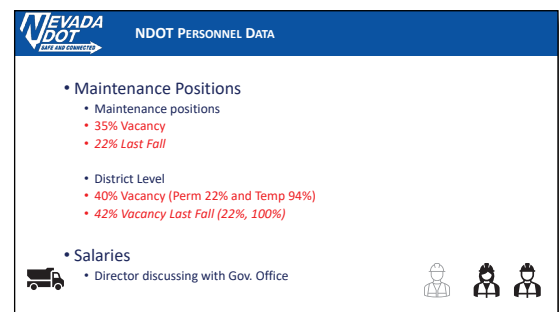 NEVADA
DOT
SAFE AND CONNECTED
NDOT PERSONNEL DATA
• Maintenance Positions
• Maintenance positions
• 35% Vacancy
• 22% Last Fall
• District Level
• 40% Vacancy (Perm 22% and Temp 94%)
• 42% Vacancy Last Fall (22%, 100%)
• Salaries
• Director discussing with Gov. Office